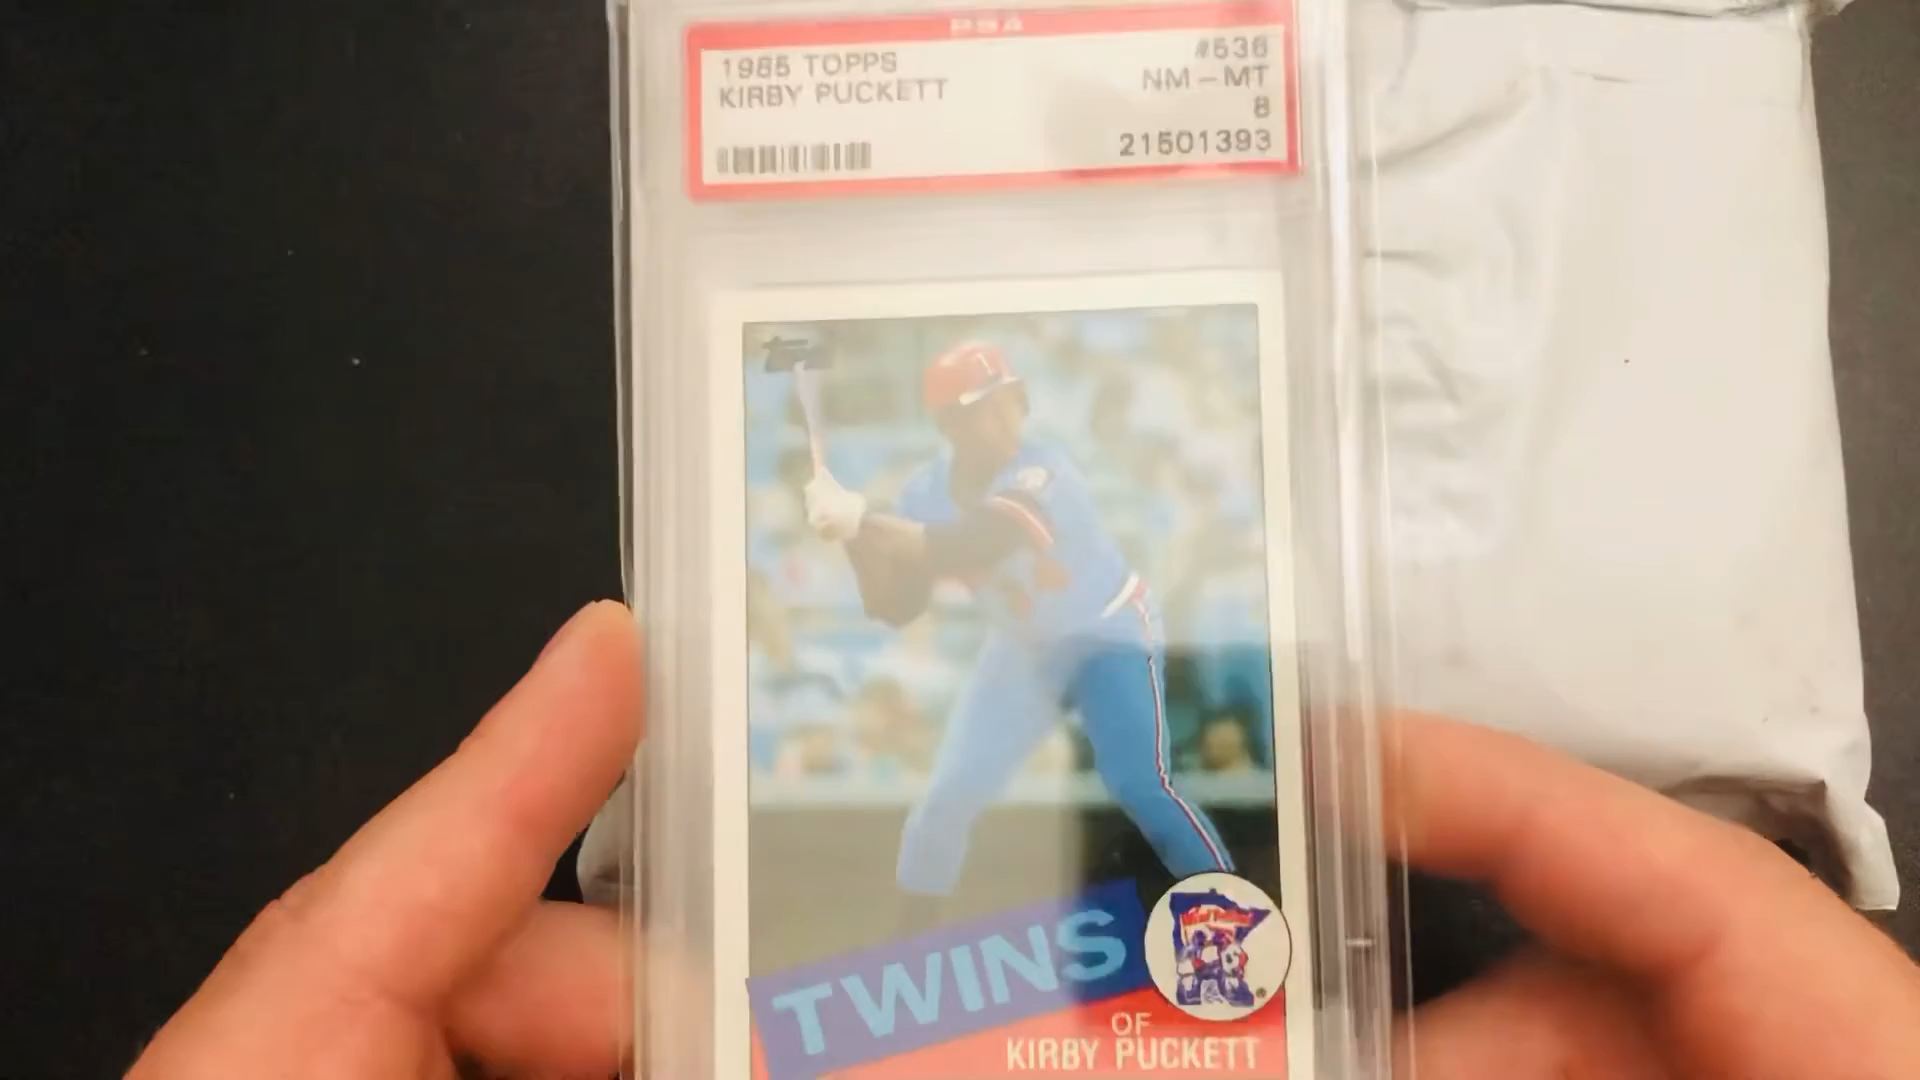 PSA
1985 TOPPS
KIRBY PUCKETT
#536
NM - MT
8
21501393
TWINS
OF
KIRBY PUCKETT